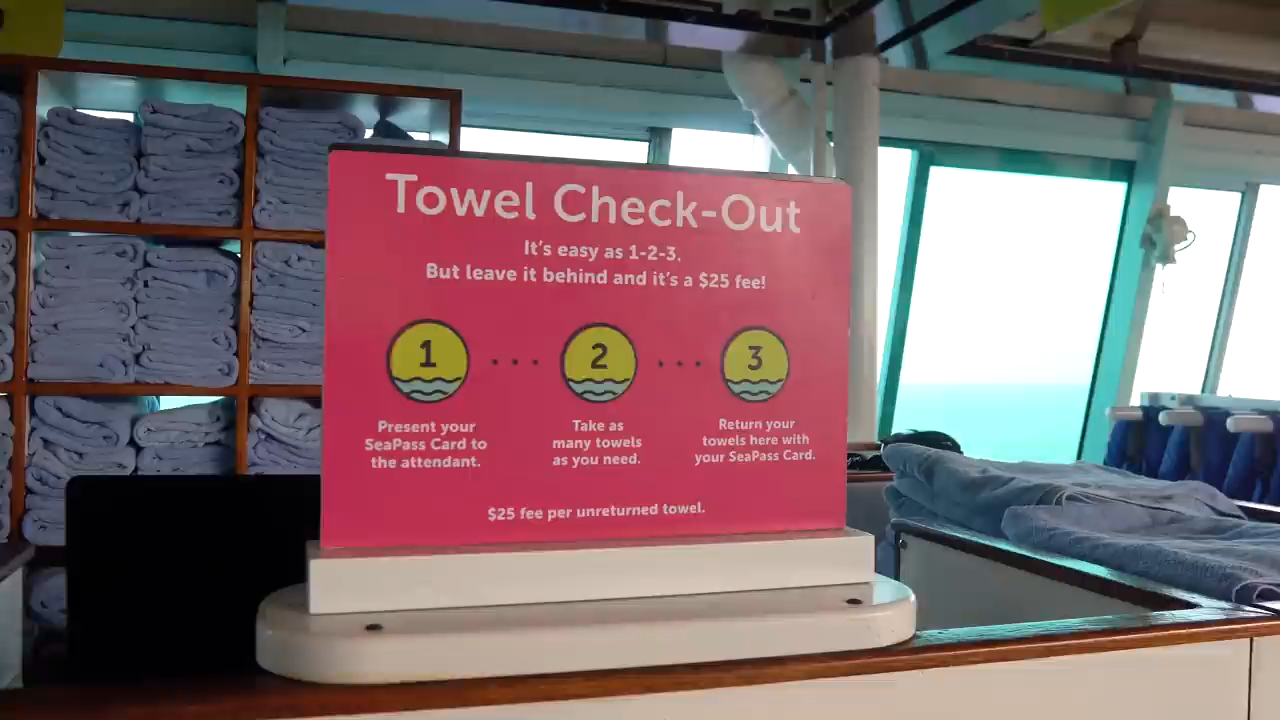 Towel Check-Out
It's easy as 1-2-3.
But leave it behind and it's a $25 fee!
1 ... 2 ... 3
Present your
SeaPass Card to
the attendant.
Take as
many towels
as you need.
Return your
towels here with
your SeaPass Card.
$25 fee per unreturned towel.